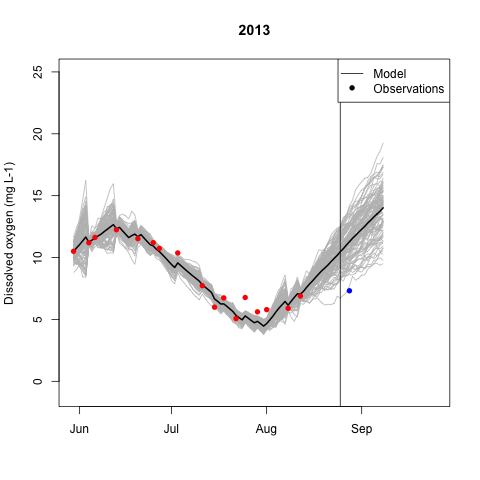 2013
Model
Observations
Dissolved oxygen (mg L-1)
25
20
15
10
5
0
Jun
Jul
Aug
Sep